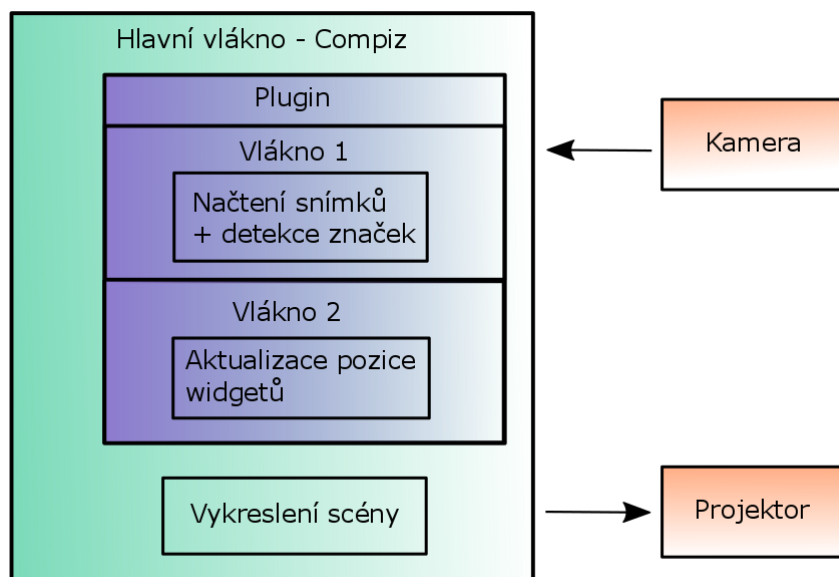 Hlavní vlákno - Compiz
Plugin
Vlákno 1
Načtení snímků
+ detekce značek
Vlákno 2
Aktualizace pozice
widgetů
Vykreslení scény
Kamera
Projektor